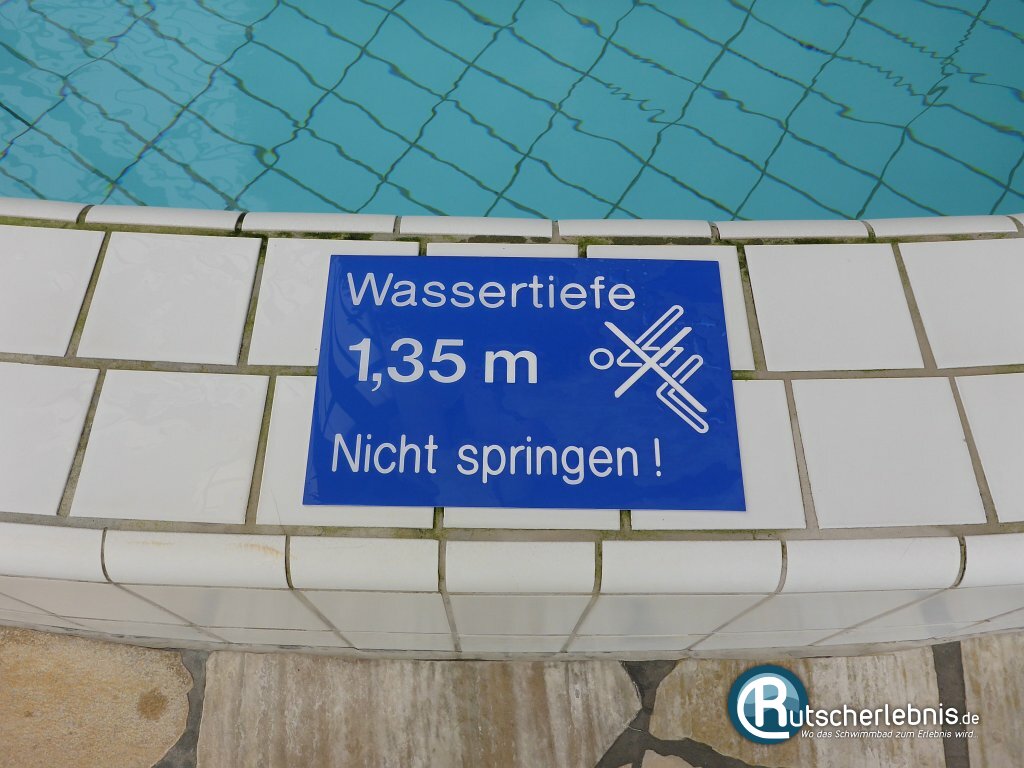 Wassertiefe
1,35 m
Nicht springen !
Rutscherlebnis.de
Wo das Schwimmbad zum Erlebnis wird..